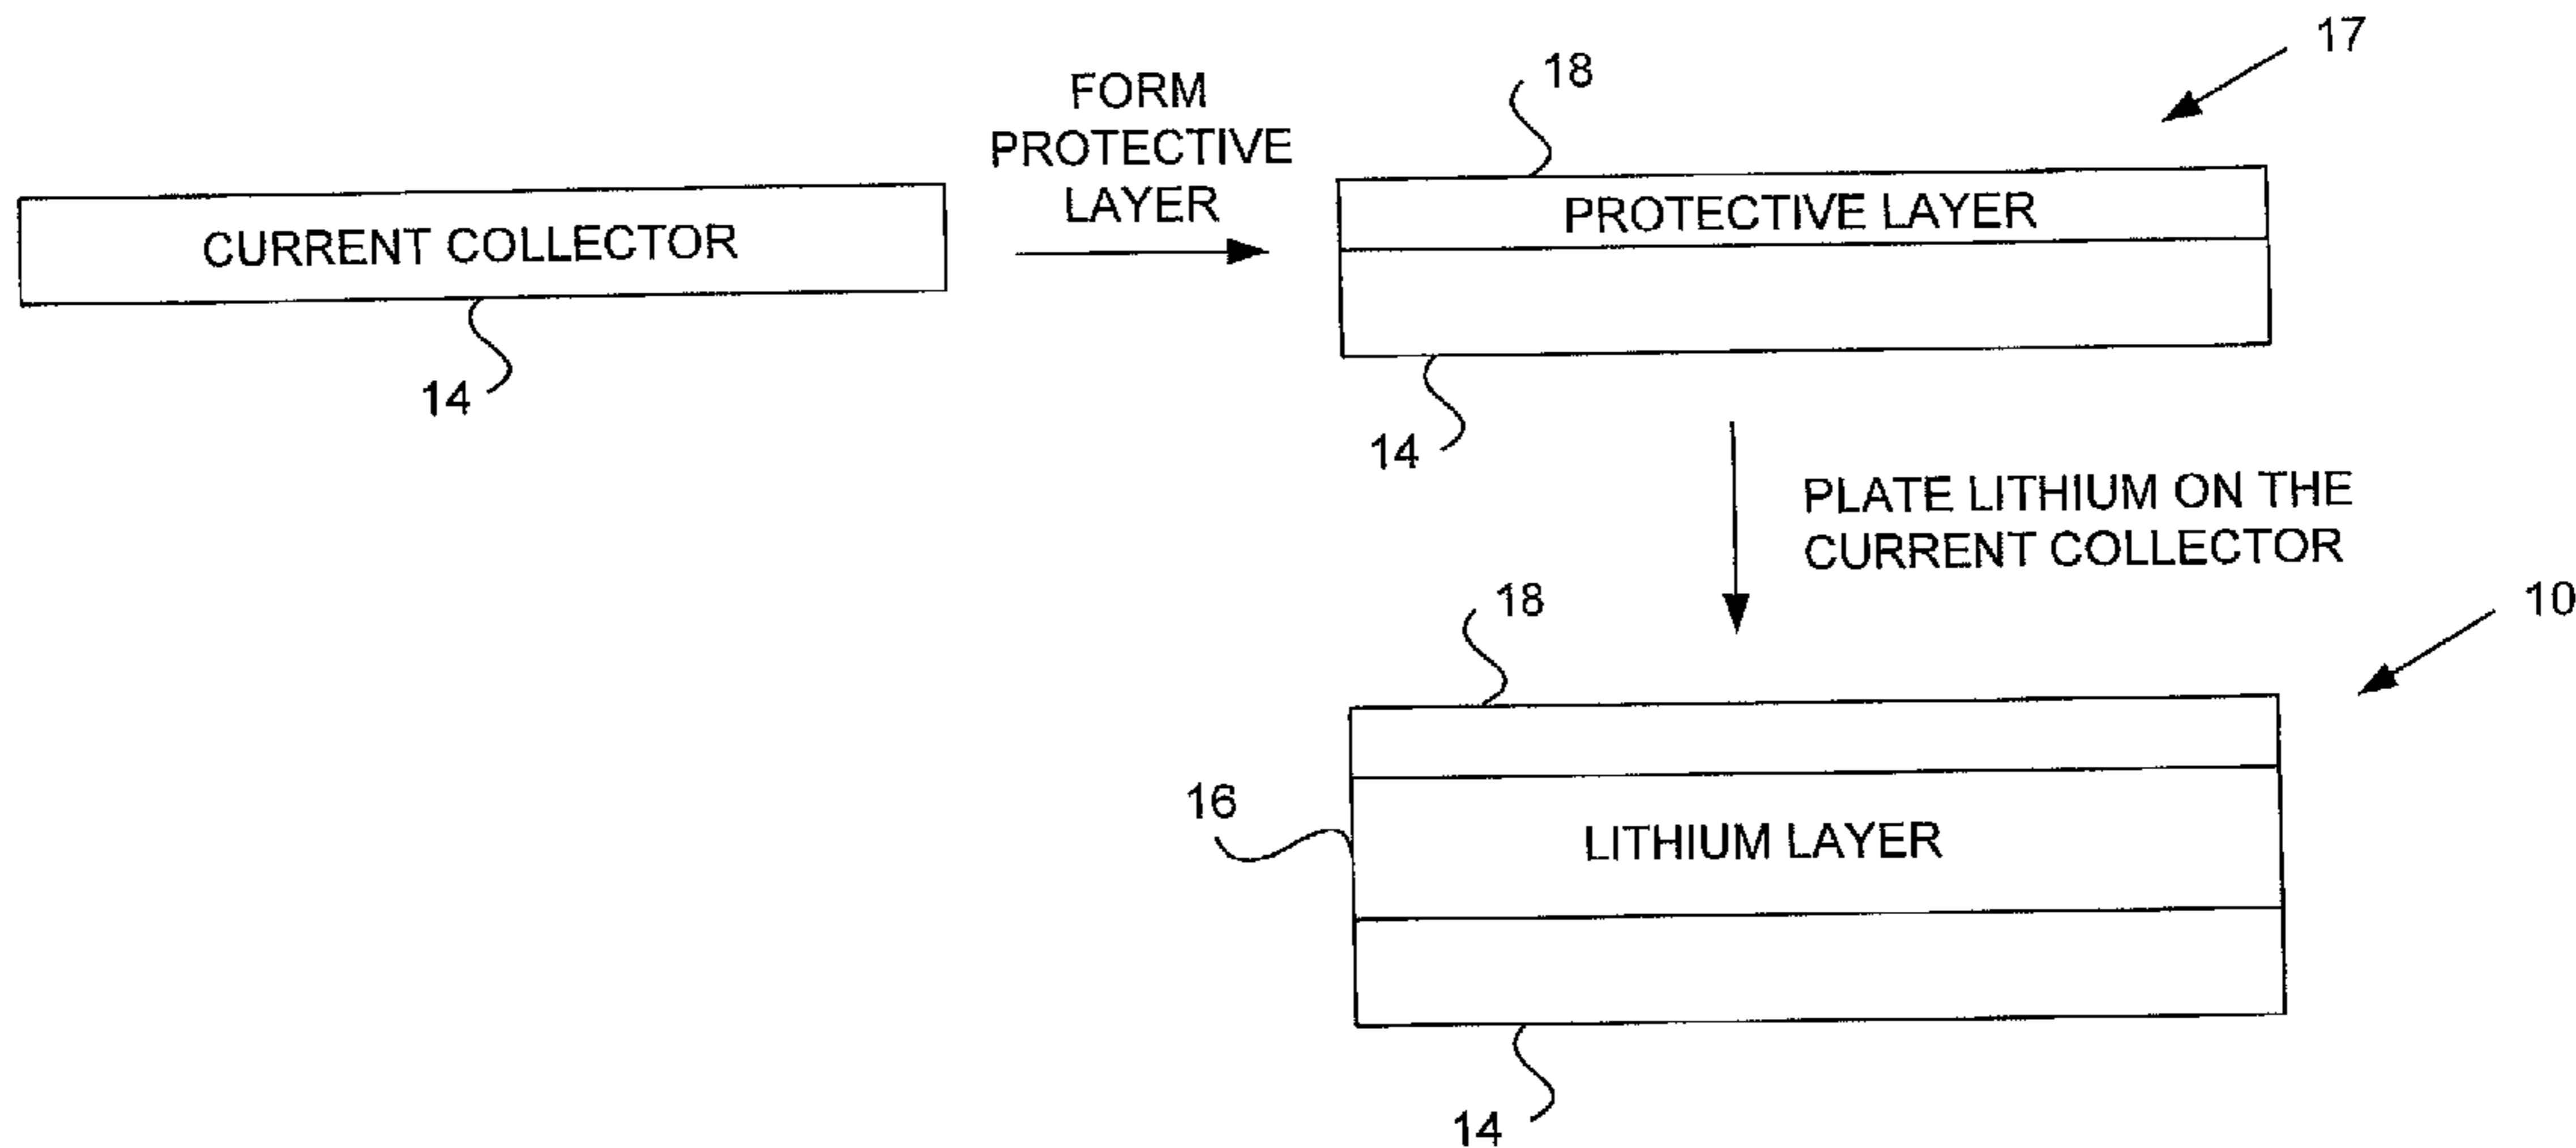 CURRENT COLLECTOR
14
FORM
PROTECTIVE
LAYER
18
17
PROTECTIVE LAYER
14
PLATE LITHIUM ON THE
CURRENT COLLECTOR
18
10
16
LITHIUM LAYER
14